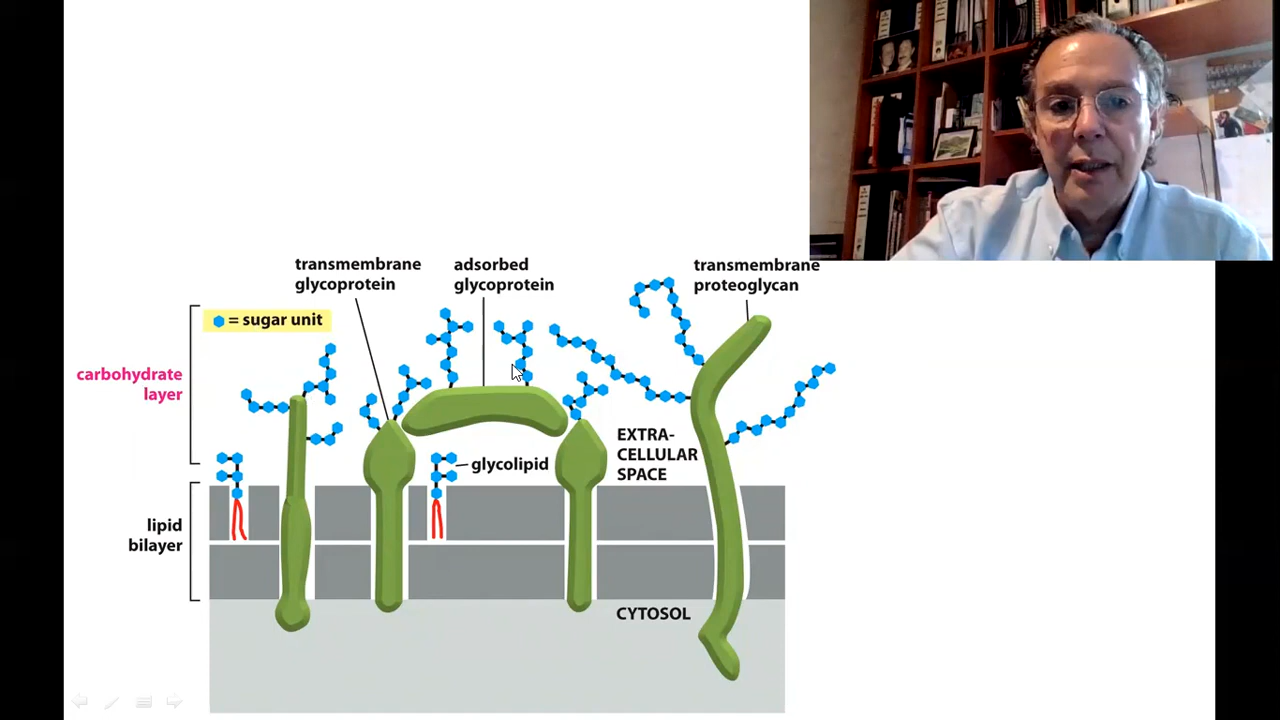 transmembrane
glycoprotein
adsorbed
glycoprotein
transmembrane
proteoglycan
= sugar unit
carbohydrate
layer
EXTRA-
CELLULAR
SPACE
glycolipid
lipid
bilayer
CYTOSOL